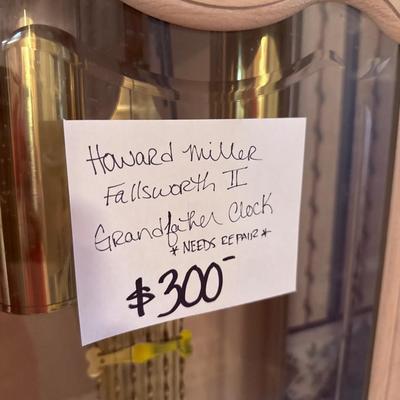 Howard Miller
Fallsworth II
Grandfather Clock
*NEEDS REPAIR*
$300-